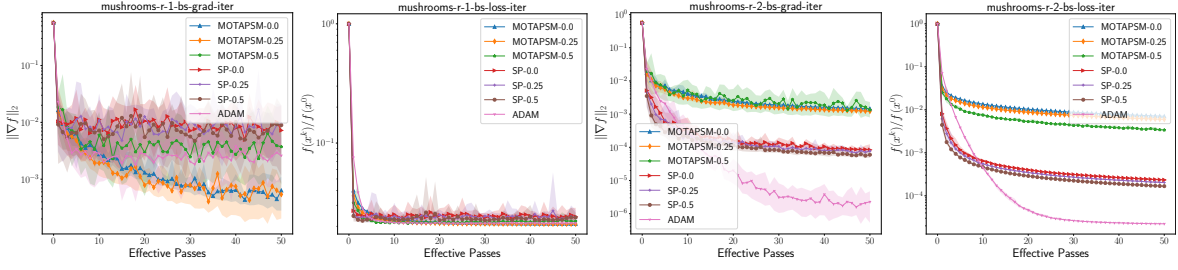 mushrooms-r-1-bs-grad-iter
‖∇f‖₂
10⁻¹
10⁻²
10⁻³
MOTAPSM-0.0
MOTAPSM-0.25
MOTAPSM-0.5
SP-0.0
SP-0.25
SP-0.5
ADAM
0 10 20 30 40 50
Effective Passes
mushrooms-r-1-bs-loss-iter
f(xᵏ)/f(x⁰)
10⁻¹
MOTAPSM-0.0
MOTAPSM-0.25
MOTAPSM-0.5
SP-0.0
SP-0.25
SP-0.5
ADAM
0 10 20 30 40 50
Effective Passes
mushrooms-r-2-bs-grad-iter
‖∇f‖₂
10⁰
10⁻¹
10⁻²
10⁻³
10⁻⁴
10⁻⁵
10⁻⁶
MOTAPSM-0.0
MOTAPSM-0.25
MOTAPSM-0.5
SP-0.0
SP-0.25
SP-0.5
ADAM
0 10 20 30 40 50
Effective Passes
mushrooms-r-2-bs-loss-iter
f(xᵏ)/f(x⁰)
10⁰
10⁻¹
10⁻²
10⁻³
10⁻⁴
MOTAPSM-0.0
MOTAPSM-0.25
MOTAPSM-0.5
SP-0.0
SP-0.25
SP-0.5
ADAM
0 10 20 30 40 50
Effective Passes